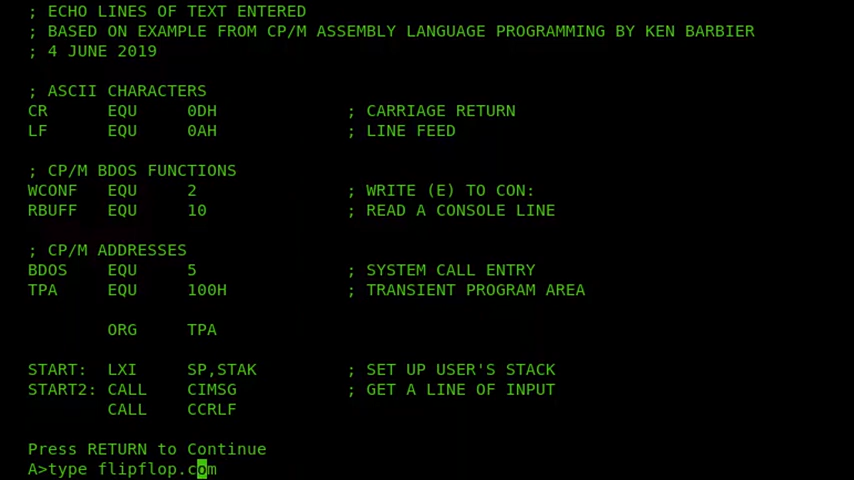 ; ECHO LINES OF TEXT ENTERED
; BASED ON EXAMPLE FROM CP/M ASSEMBLY LANGUAGE PROGRAMMING BY KEN BARBIER
; 4 JUNE 2019
; ASCII CHARACTERS
CR EQU 0DH ; CARRIAGE RETURN
LF EQU 0AH ; LINE FEED
; CP/M BDOS FUNCTIONS
WCONF EQU 2 ; WRITE (E) TO CON:
RBUFF EQU 10 ; READ A CONSOLE LINE
; CP/M ADDRESSES
BDOS EQU 5 ; SYSTEM CALL ENTRY
TPA EQU 100H ; TRANSIENT PROGRAM AREA
ORG TPA
START: LXI SP,STAK ; SET UP USER'S STACK
START2: CALL CIMSG ; GET A LINE OF INPUT
CALL CCRLF
Press RETURN to Continue
A>type flipflop.com